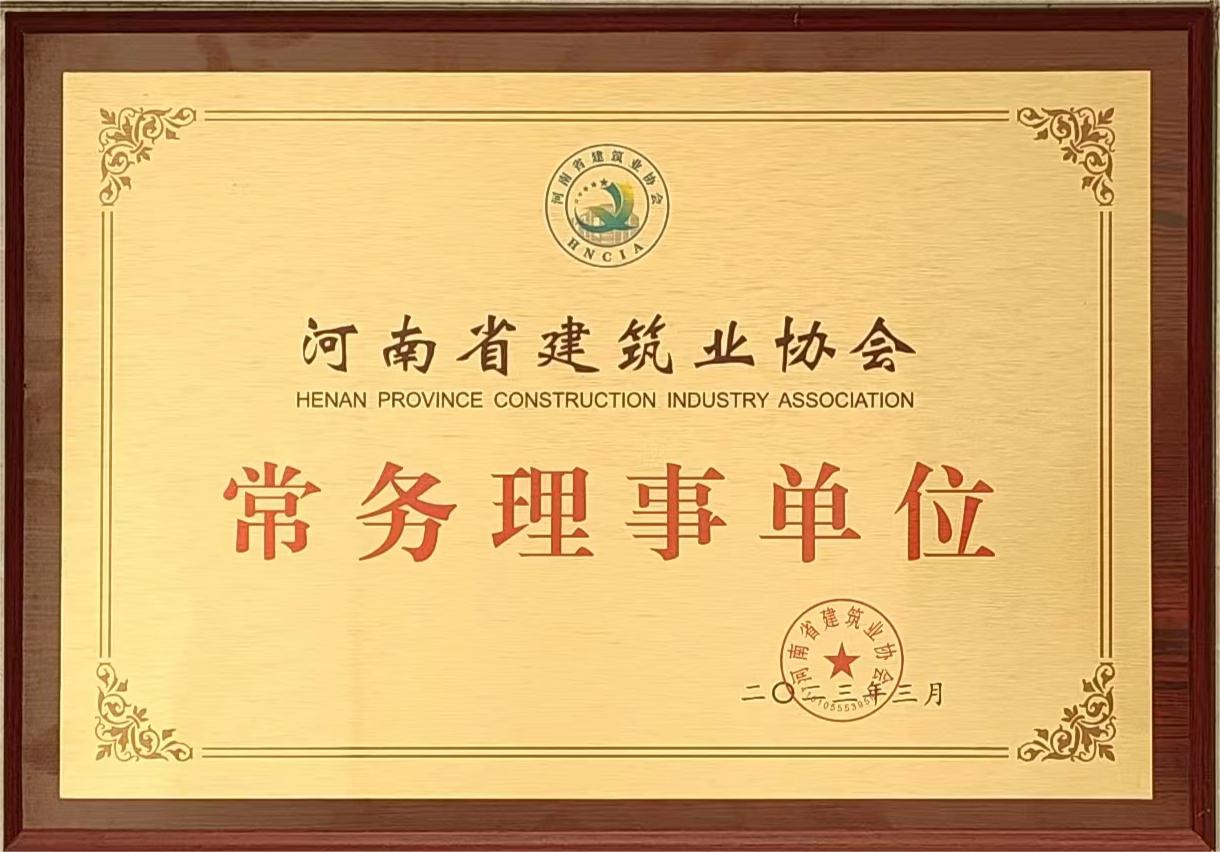 河南省建筑业协会
HNCIA
河南省建筑业协会
HENAN PROVINCE CONSTRUCTION INDUSTRY ASSOCIATION
常务理事单位
河南省建筑业协会
二〇二三年三月